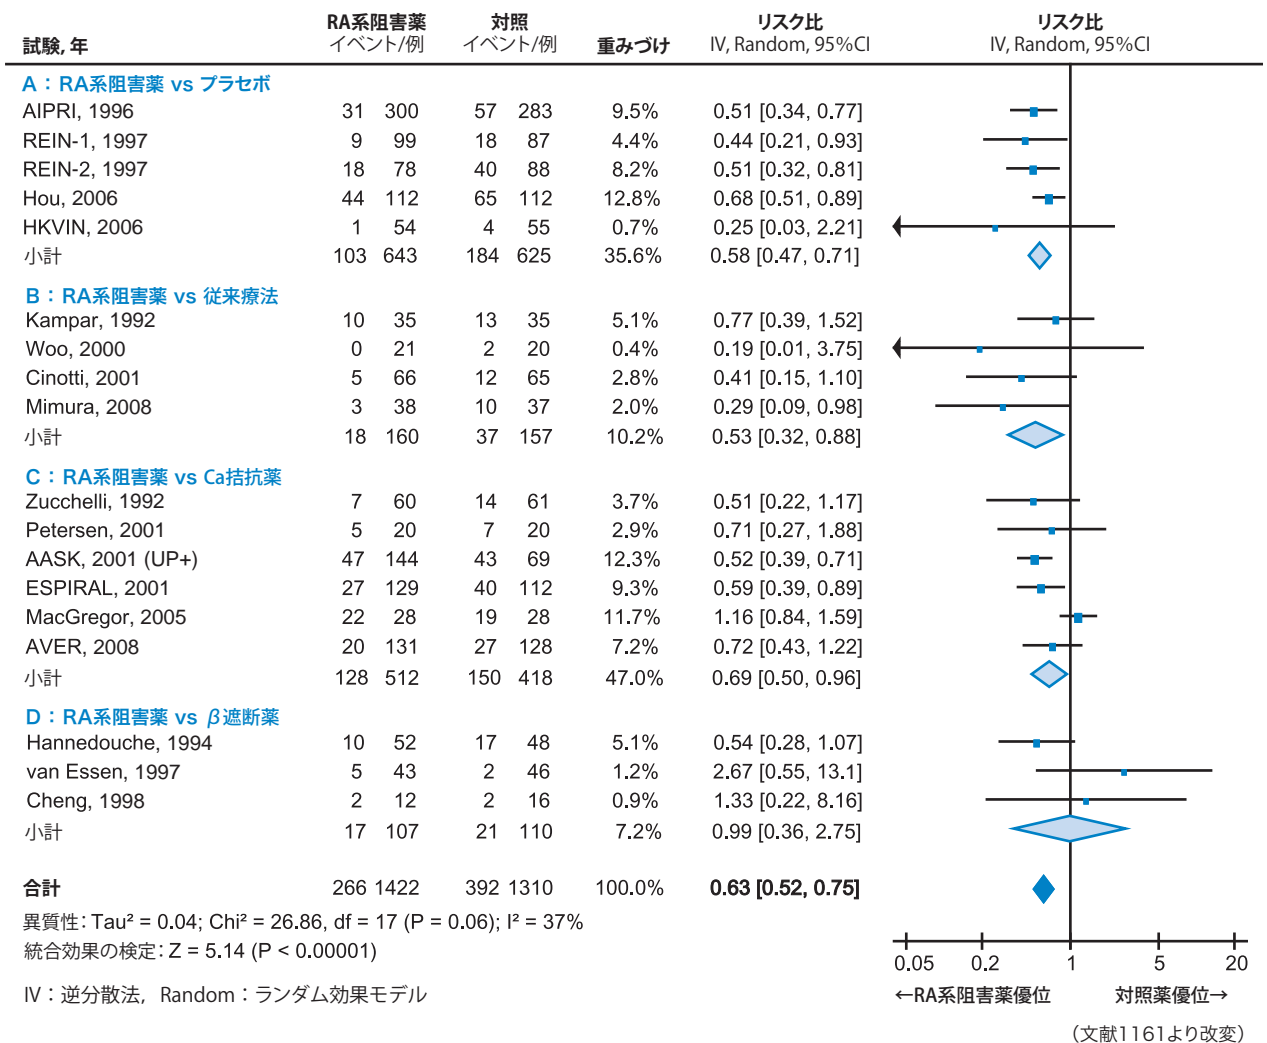 RA系阻害薬 対照 リスク比 リスク比
試験, 年 イベント/例 イベント/例 重みづけ IV, Random, 95%CI IV, Random, 95%CI
A：RA系阻害薬 vs プラセボ
AIPRI, 1996 31 300 57 283 9.5% 0.51 [0.34, 0.77]
REIN-1, 1997 9 99 18 87 4.4% 0.44 [0.21, 0.93]
REIN-2, 1997 18 78 40 88 8.2% 0.51 [0.32, 0.81]
Hou, 2006 44 112 65 112 12.8% 0.68 [0.51, 0.89]
HKVIN, 2006 1 54 4 55 0.7% 0.25 [0.03, 2.21]
小計 103 643 184 625 35.6% 0.58 [0.47, 0.71]
B：RA系阻害薬 vs 従来療法
Kampar, 1992 10 35 13 35 5.1% 0.77 [0.39, 1.52]
Woo, 2000 0 21 2 20 0.4% 0.19 [0.01, 3.75]
Cinotti, 2001 5 66 12 65 2.8% 0.41 [0.15, 1.10]
Mimura, 2008 3 38 10 37 2.0% 0.29 [0.09, 0.98]
小計 18 160 37 157 10.2% 0.53 [0.32, 0.88]
C：RA系阻害薬 vs Ca拮抗薬
Zucchelli, 1992 7 60 14 61 3.7% 0.51 [0.22, 1.17]
Petersen, 2001 5 20 7 20 2.9% 0.71 [0.27, 1.88]
AASK, 2001 (UP+) 47 144 43 69 12.3% 0.52 [0.39, 0.71]
ESPIRAL, 2001 27 129 40 112 9.3% 0.59 [0.39, 0.89]
MacGregor, 2005 22 28 19 28 11.7% 1.16 [0.84, 1.59]
AVER, 2008 20 131 27 128 7.2% 0.72 [0.43, 1.22]
小計 128 512 150 418 47.0% 0.69 [0.50, 0.96]
D：RA系阻害薬 vs β遮断薬
Hannedouche, 1994 10 52 17 48 5.1% 0.54 [0.28, 1.07]
van Essen, 1997 5 43 2 46 1.2% 2.67 [0.55, 13.1]
Cheng, 1998 2 12 2 16 0.9% 1.33 [0.22, 8.16]
小計 17 107 21 110 7.2% 0.99 [0.36, 2.75]
合計 266 1422 392 1310 100.0% 0.63 [0.52, 0.75]
異質性：Tau² = 0.04; Chi² = 26.86, df = 17 (P = 0.06); I² = 37%
統合効果の検定：Z = 5.14 (P < 0.00001)
0.05 0.2 1 5 20
IV：逆分散法，Random：ランダム効果モデル ←RA系阻害薬優位 対照薬優位→
（文献1161より改変）